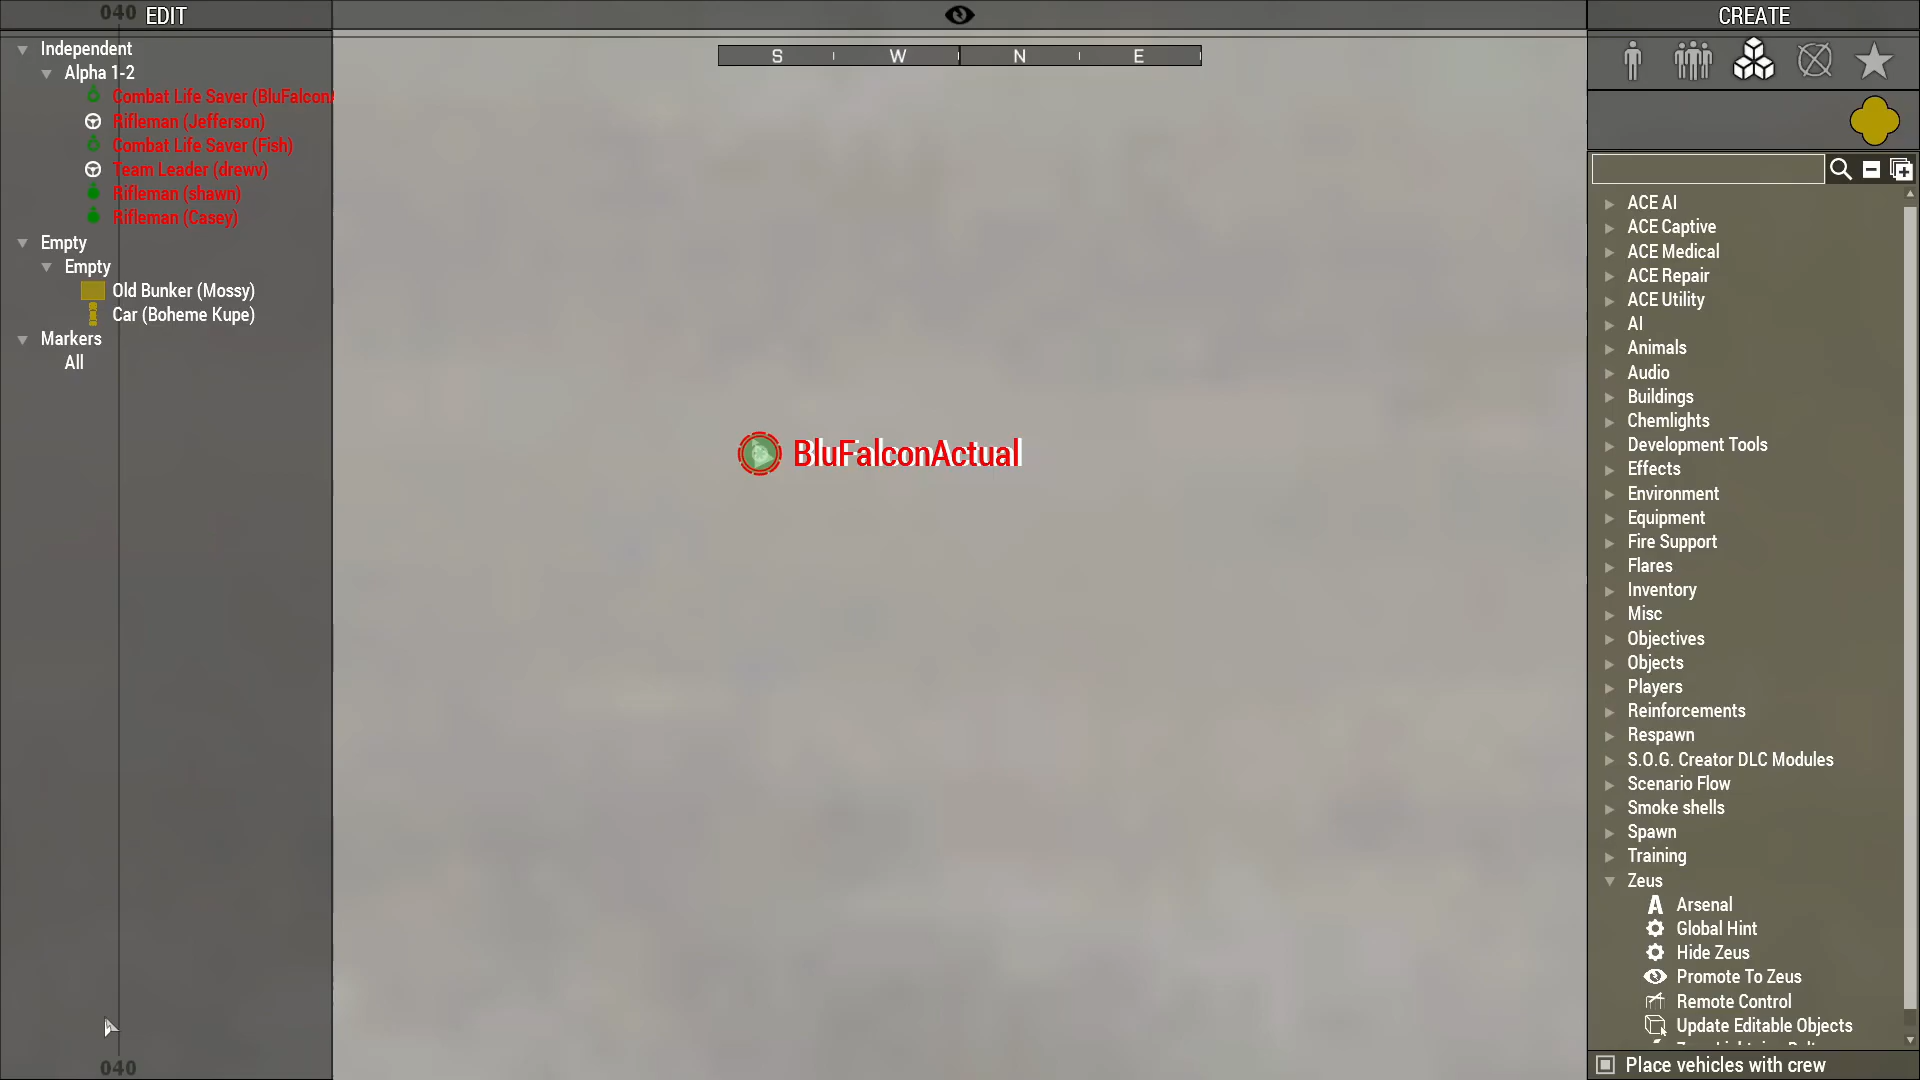 040
EDIT
Independent
Alpha 1-2
Combat Life Saver (BluFalcon
Rifleman (Jefferson)
Combat Life Saver (Fish)
Team Leader (drewv)
Rifleman (shawn)
Rifleman (Casey)
Empty
Empty
Old Bunker (Mossy)
Car (Boheme Kupe)
Markers
All
040
S W N E
BluFalconActual
CREATE
ACE AI
ACE Captive
ACE Medical
ACE Repair
ACE Utility
AI
Animals
Audio
Buildings
Chemlights
Development Tools
Effects
Environment
Equipment
Fire Support
Flares
Inventory
Misc
Objectives
Objects
Players
Reinforcements
Respawn
S.O.G. Creator DLC Modules
Scenario Flow
Smoke shells
Spawn
Training
Zeus
Arsenal
Global Hint
Hide Zeus
Promote To Zeus
Remote Control
Update Editable Objects
Place vehicles with crew